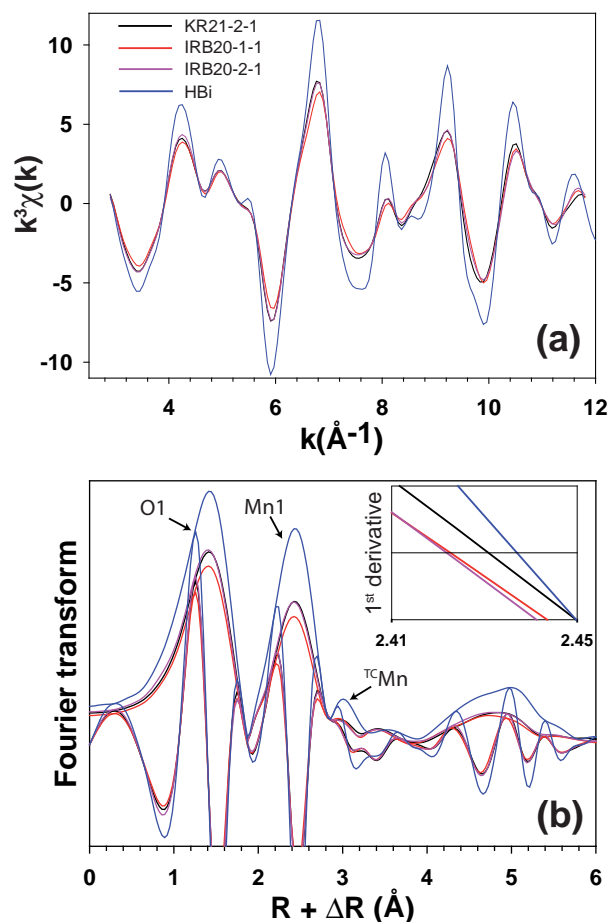 10
5
0
-5
-10
k³χ(k)
KR21-2-1
IRB20-1-1
IRB20-2-1
HBi
(a)
4 6 8 10 12
k(Å⁻¹)
O1
Mn1
ᵀᶜMn
1ˢᵗ derivative
2.41 2.45
Fourier transform
(b)
0 1 2 3 4 5 6
R + ΔR (Å)